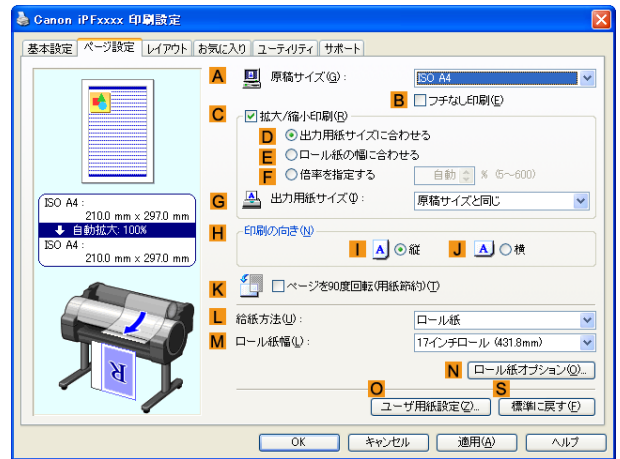 Canon iPFxxxx 印刷設定
基本設定 ページ設定 レイアウト お気に入り ユーティリティ サポート
A 原稿サイズ(G): ISO A4
B フチなし印刷(E)
C 拡大/縮小印刷(R)
D 出力用紙サイズに合わせる
E ロール紙の幅に合わせる
F 倍率を指定する 自動 % (5~600)
G 出力用紙サイズ(I): 原稿サイズと同じ
ISO A4 :
210.0 mm x 297.0 mm
自動拡大: 100%
ISO A4 :
210.0 mm x 297.0 mm
H 印刷の向き(N)
I A 縦 J A 横
K ページを90度回転(用紙節約)(T)
L 給紙方法(U): ロール紙
M ロール紙幅(L): 17インチロール (431.8mm)
N ロール紙オプション(O)...
R
O S
ユーザ用紙設定(Z)... 標準に戻す(F)
OK キャンセル 適用(A) ヘルプ